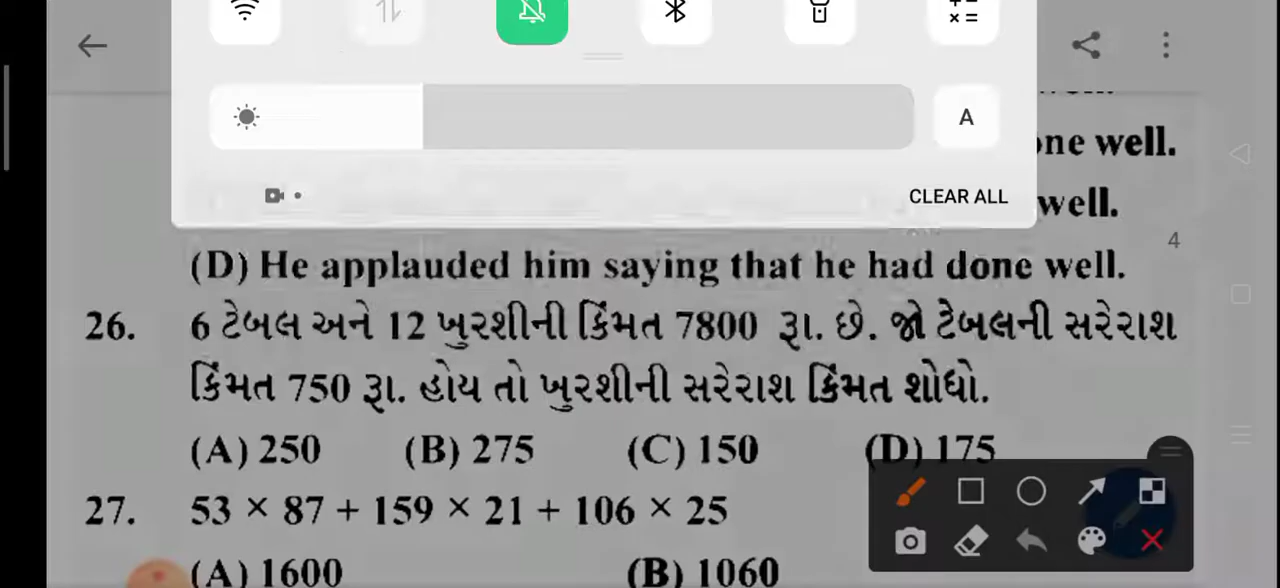 A
CLEAR ALL
one well.
well.
4
(D) He applauded him saying that he had done well.
26. 6 ટેબલ અને 12 ખુરશીની કિંમત 7800 રૂા. છે. જો ટેબલની સરેરાશ
કિંમત 750 રૂા. હોય તો ખુરશીની સરેરાશ કિંમત શોધો.
(A) 250 (B) 275 (C) 150 (D) 175
27. 53 × 87 + 159 × 21 + 106 × 25
(A) 1600 (B) 1060